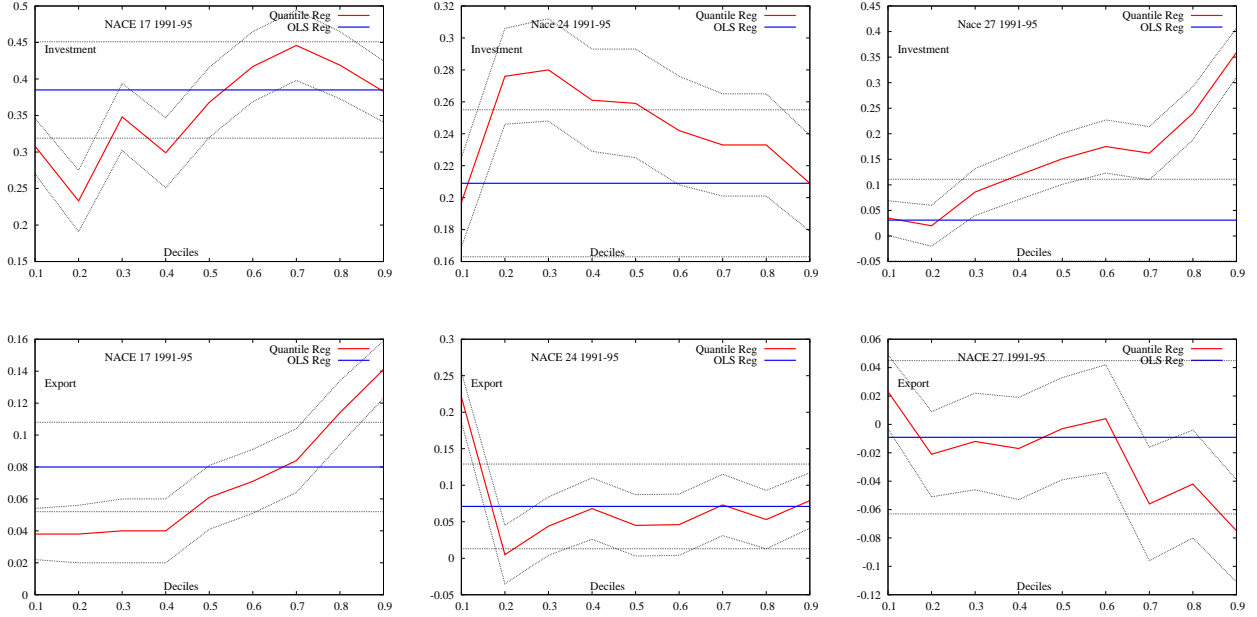 NACE 17 1991-95
Quantile Reg
OLS Reg
Investment
0.5
0.45
0.4
0.35
0.3
0.25
0.2
0.15
Deciles
0.1 0.2 0.3 0.4 0.5 0.6 0.7 0.8 0.9
Nace 24 1991-95
Quantile Reg
OLS Reg
Investment
0.32
0.3
0.28
0.26
0.24
0.22
0.2
0.18
0.16
Deciles
0.1 0.2 0.3 0.4 0.5 0.6 0.7 0.8 0.9
Nace 27 1991-95
Quantile Reg
OLS Reg
Investment
0.45
0.4
0.35
0.3
0.25
0.2
0.15
0.1
0.05
0
-0.05
Deciles
0.1 0.2 0.3 0.4 0.5 0.6 0.7 0.8 0.9
NACE 17 1991-95
Quantile Reg
OLS Reg
Export
0.16
0.14
0.12
0.1
0.08
0.06
0.04
0.02
0
Deciles
0.1 0.2 0.3 0.4 0.5 0.6 0.7 0.8 0.9
NACE 24 1991-95
Quantile Reg
OLS Reg
Export
0.3
0.25
0.2
0.15
0.1
0.05
0
-0.05
Deciles
0.1 0.2 0.3 0.4 0.5 0.6 0.7 0.8 0.9
NACE 27 1991-95
Quantile Reg
OLS Reg
Export
0.06
0.04
0.02
0
-0.02
-0.04
-0.06
-0.08
-0.1
-0.12
Deciles
0.1 0.2 0.3 0.4 0.5 0.6 0.7 0.8 0.9